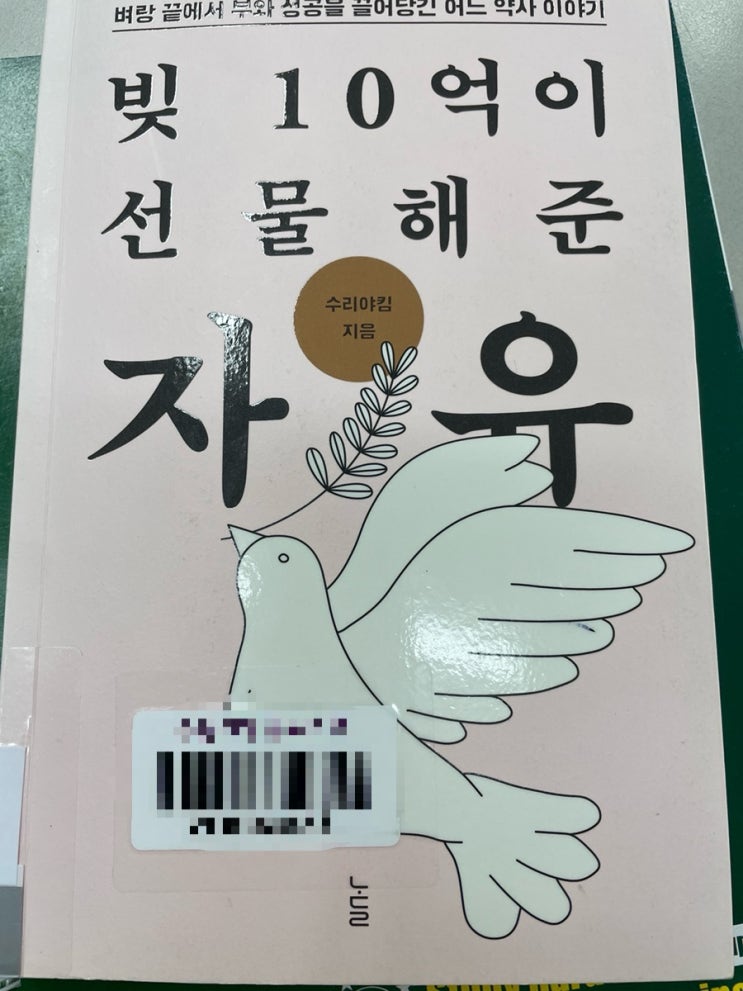 벼랑 끝에서 부와 성공을 끌어당긴 어느 약사 이야기
빚 10억이
선물해 준
수리야킴
지음
자유